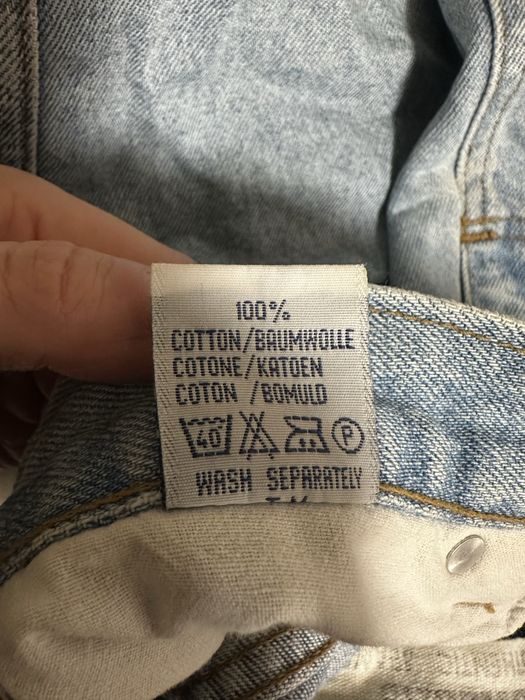 100%
COTTON/BAUMWOLLE
COTONE/KATOEN
COTON /BOMULD
40 P
WASH SEPARATELY